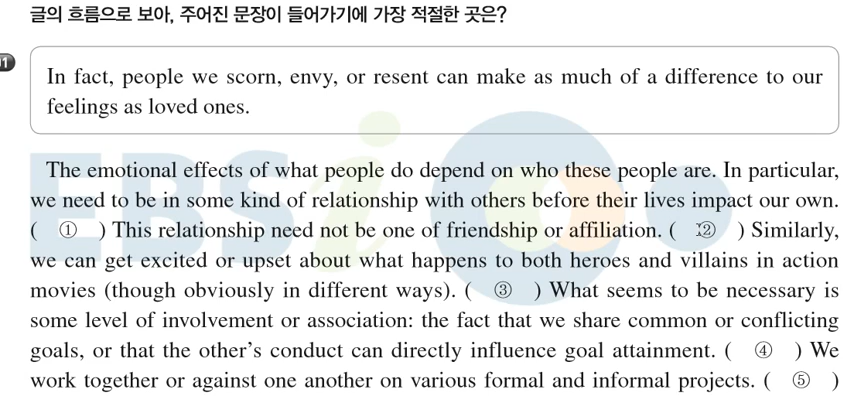 글의 흐름으로 보아, 주어진 문장이 들어가기에 가장 적절한 곳은?
In fact, people we scorn, envy, or resent can make as much of a difference to our
feelings as loved ones.
The emotional effects of what people do depend on who these people are. In particular,
we need to be in some kind of relationship with others before their lives impact our own.
( ① ) This relationship need not be one of friendship or affiliation. ( ② ) Similarly,
we can get excited or upset about what happens to both heroes and villains in action
movies (though obviously in different ways). ( ③ ) What seems to be necessary is
some level of involvement or association: the fact that we share common or conflicting
goals, or that the other's conduct can directly influence goal attainment. ( ④ ) We
work together or against one another on various formal and informal projects. ( ⑤ )
EBSi